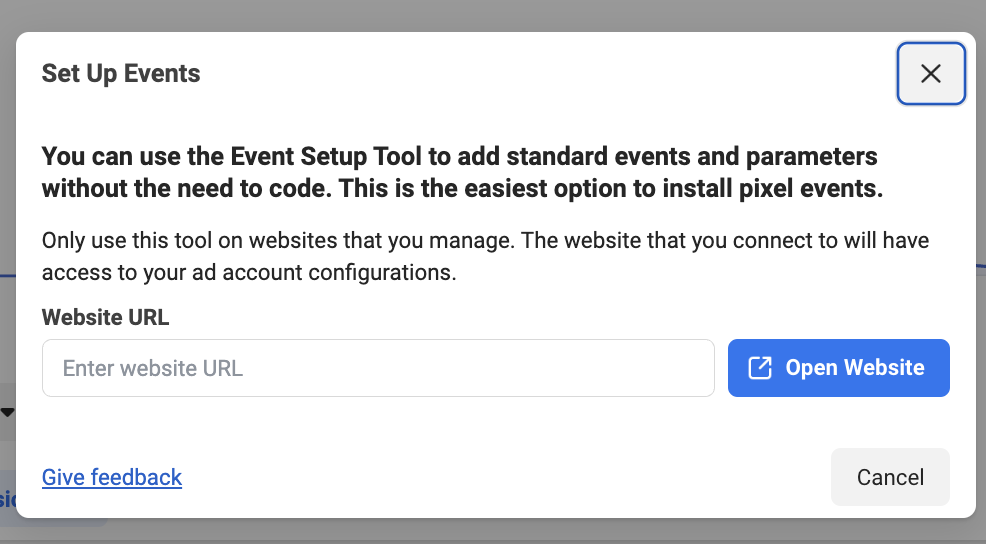 Set Up Events
You can use the Event Setup Tool to add standard events and parameters
without the need to code. This is the easiest option to install pixel events.
Only use this tool on websites that you manage. The website that you connect to will have
access to your ad account configurations.
Website URL
Enter website URL
Open Website
Give feedback
Cancel